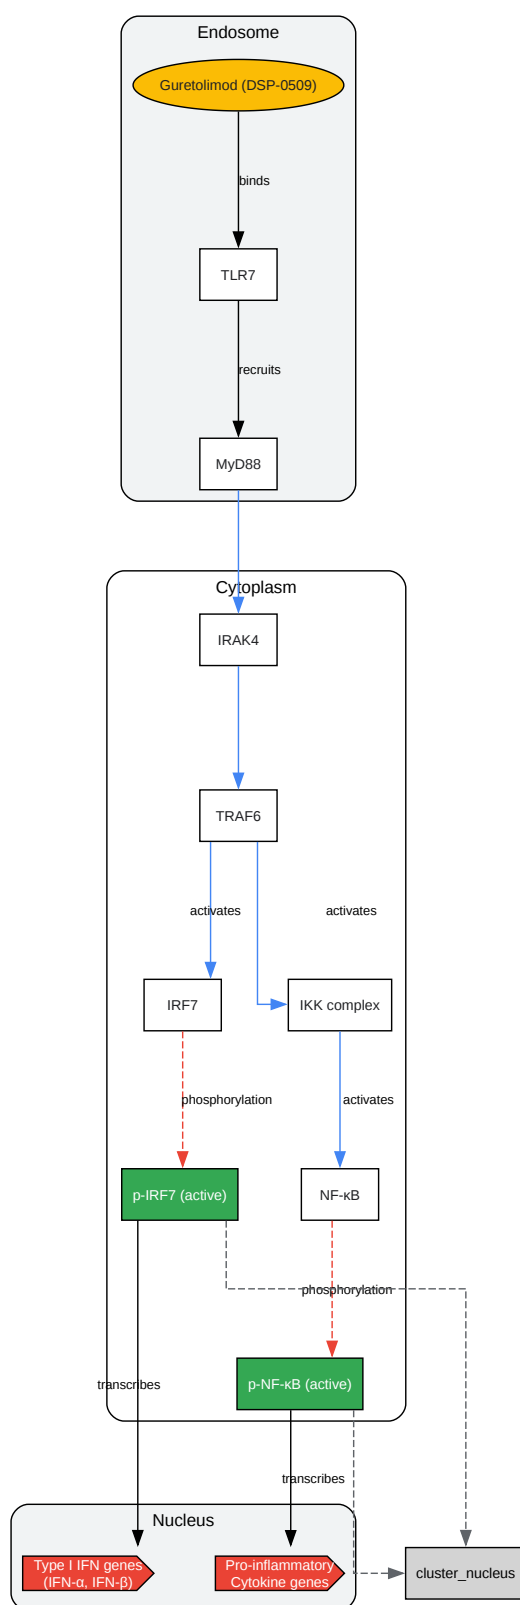 Endosome
Guretolimod (DSP-0509)
binds
TLR7
recruits
MyD88
Cytoplasm
IRAK4
TRAF6
activates
activates
IRF7
IKK complex
phosphorylation
activates
p-IRF7 (active)
NF-κB
phosphorylation
transcribes
p-NF-κB (active)
transcribes
Nucleus
Type I IFN genes
(IFN-α, IFN-β)
Pro-inflammatory
Cytokine genes
cluster_nucleus